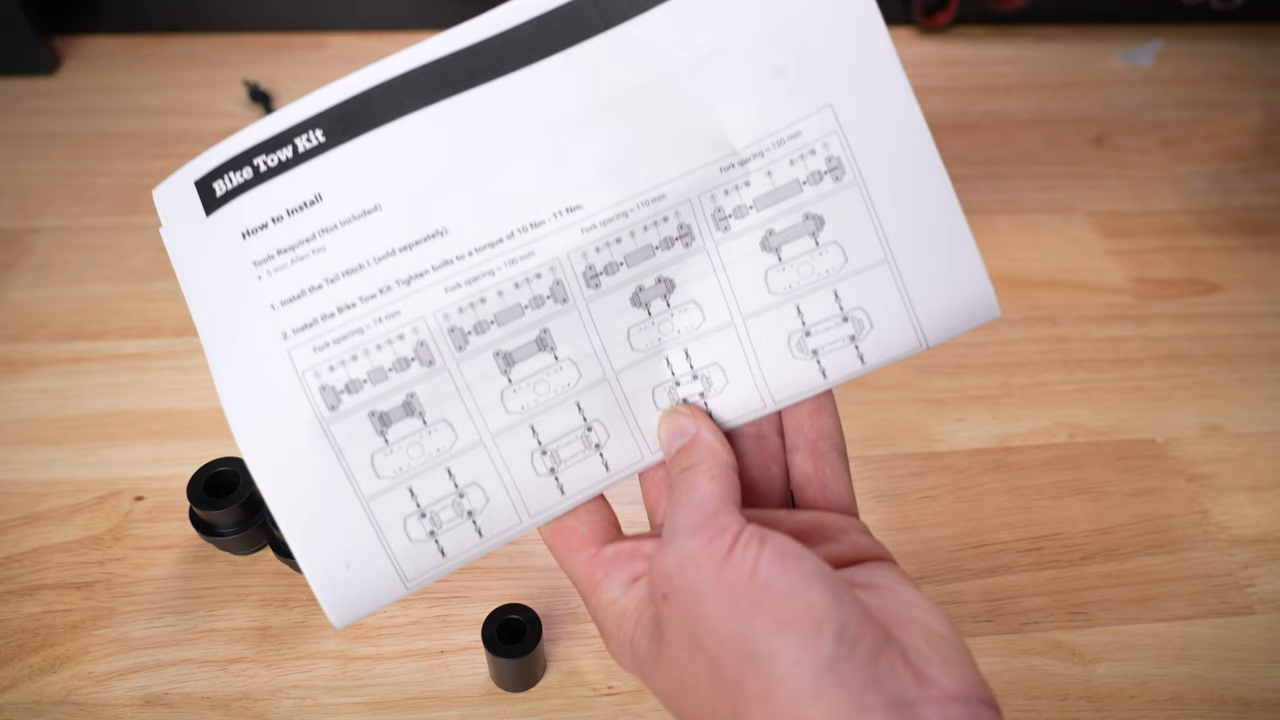 Bike Tow Kit
How to Install
Tools Required (Not Included)
• 5 mm Allen Key
1. Install the Tail Hitch L (sold separately).
2. Install the Bike Tow Kit. Tighten bolts to a torque of 10 Nm - 11 Nm.
Fork spacing = 74 mm
Fork spacing = 100 mm
Fork spacing = 110 mm
Fork spacing = 150 mm